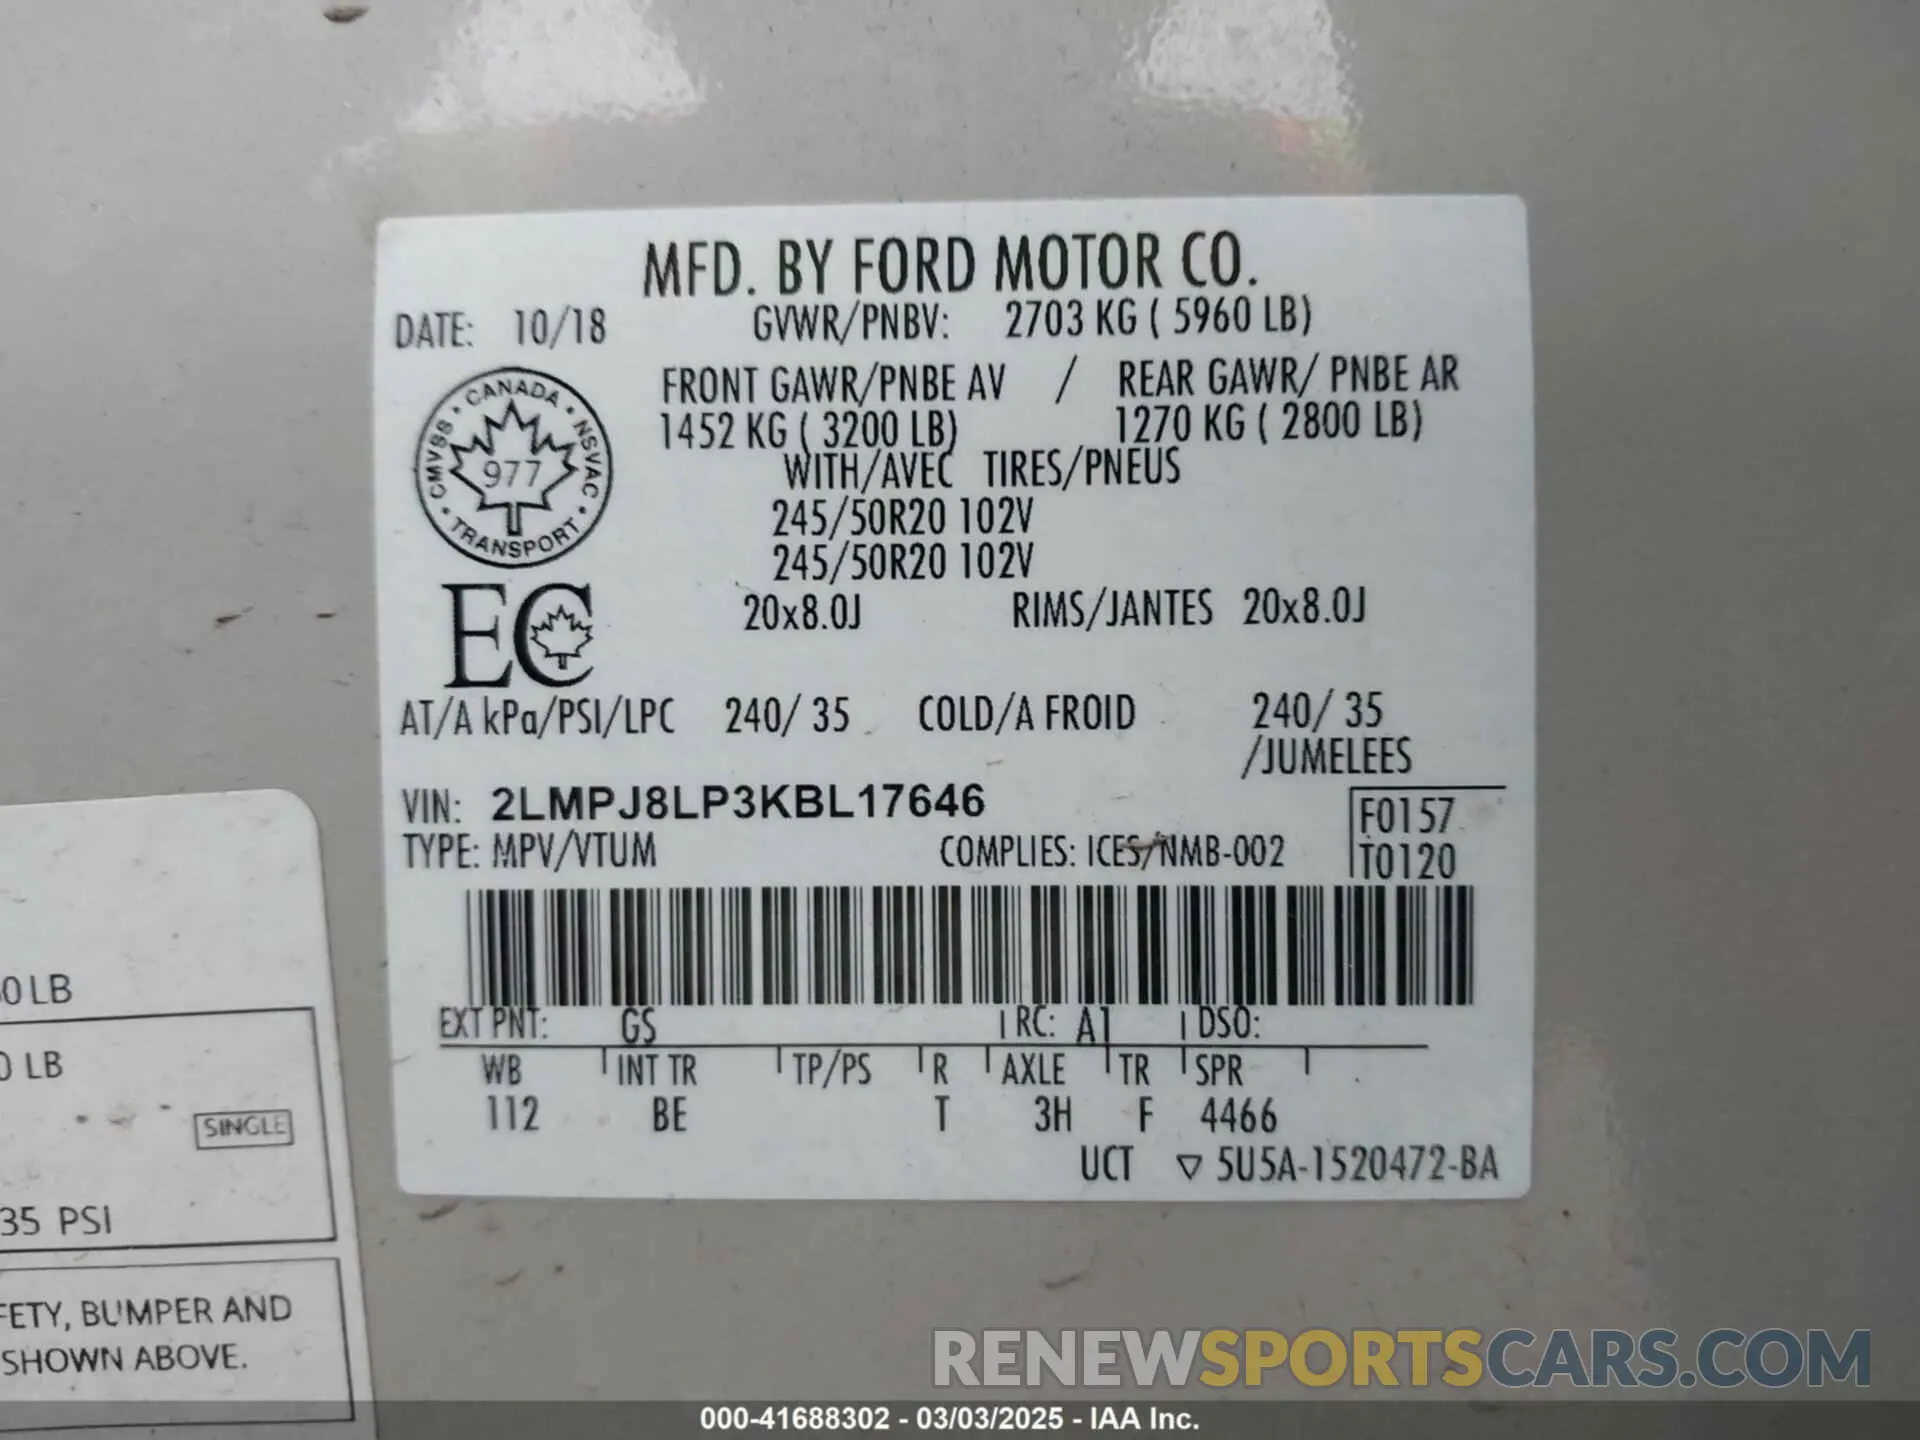 MFD. BY FORD MOTOR CO.
DATE: 10/18 GVWR/PNBV: 2703 KG ( 5960 LB)
FRONT GAWR/PNBE AV / REAR GAWR/ PNBE AR
1452 KG ( 3200 LB) 1270 KG ( 2800 LB)
WITH/AVEC TIRES/PNEUS
245/50R20 102V
245/50R20 102V
20x8.0J RIMS/JANTES 20x8.0J
CANADA
CMVSS NSVAC
977
TRANSPORT
EC
AT/A kPa/PSI/LPC 240/ 35 COLD/A FROID 240/ 35
/JUMELEES
VIN: 2LMPJ8LP3KBL17646
F0157
TYPE: MPV/VTUM COMPLIES: ICES/NMB-002
T0120
EXT PNT: GS RC: A1 DSO:
WB INT TR TP/PS R AXLE TR SPR
112 BE T 3H F 4466
UCT ▽ 5U5A-1520472-BA
0 LB
0 LB
SINGLE
35 PSI
FETY, BUMPER AND
SHOWN ABOVE.
RENEWSPORTSCARS.COM
000-41688302 - 03/03/2025 - IAA Inc.